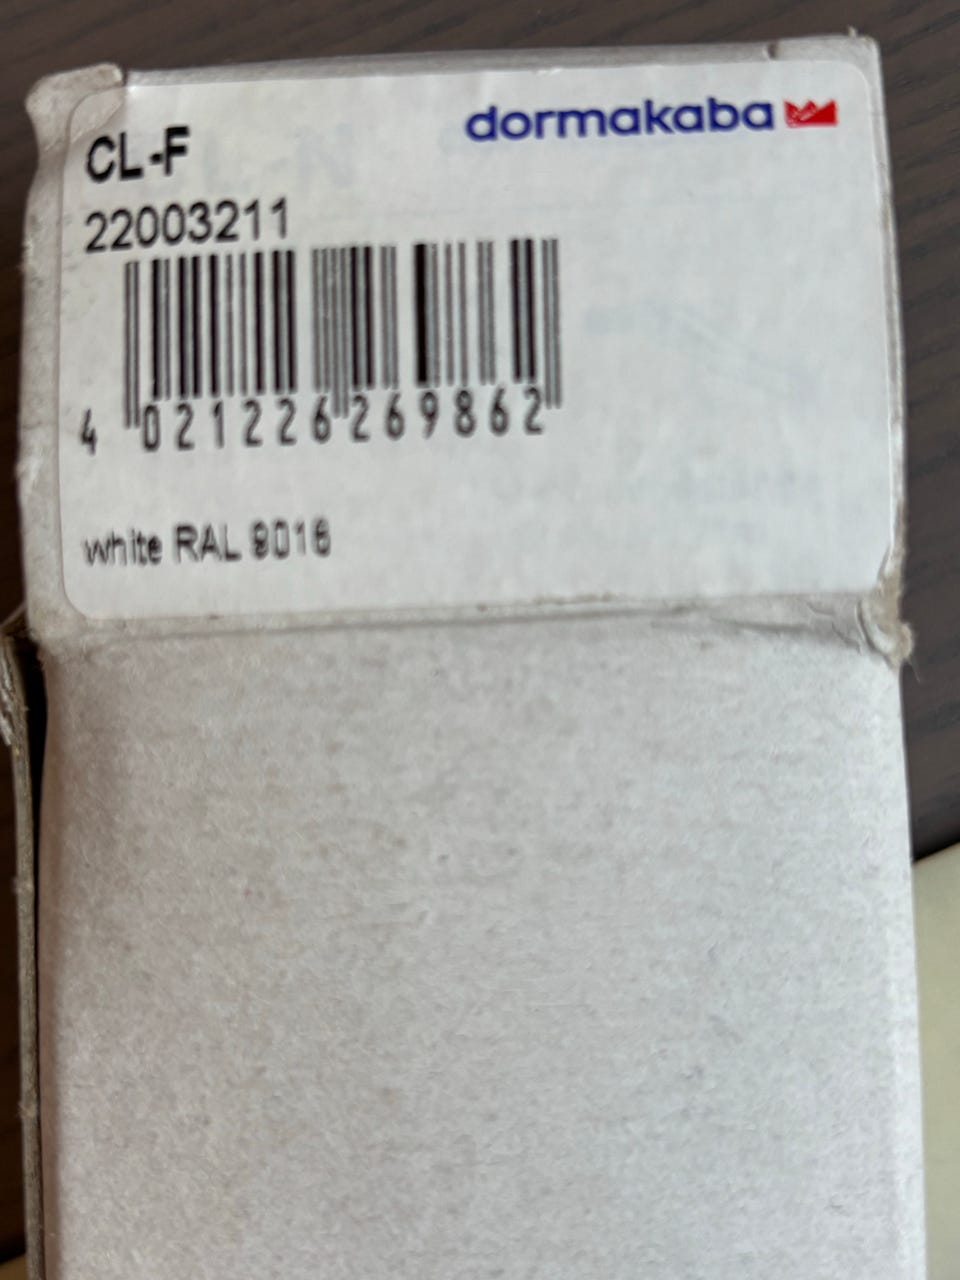 dormakaba
CL-F
22003211
4 021226 269862
white RAL 9016